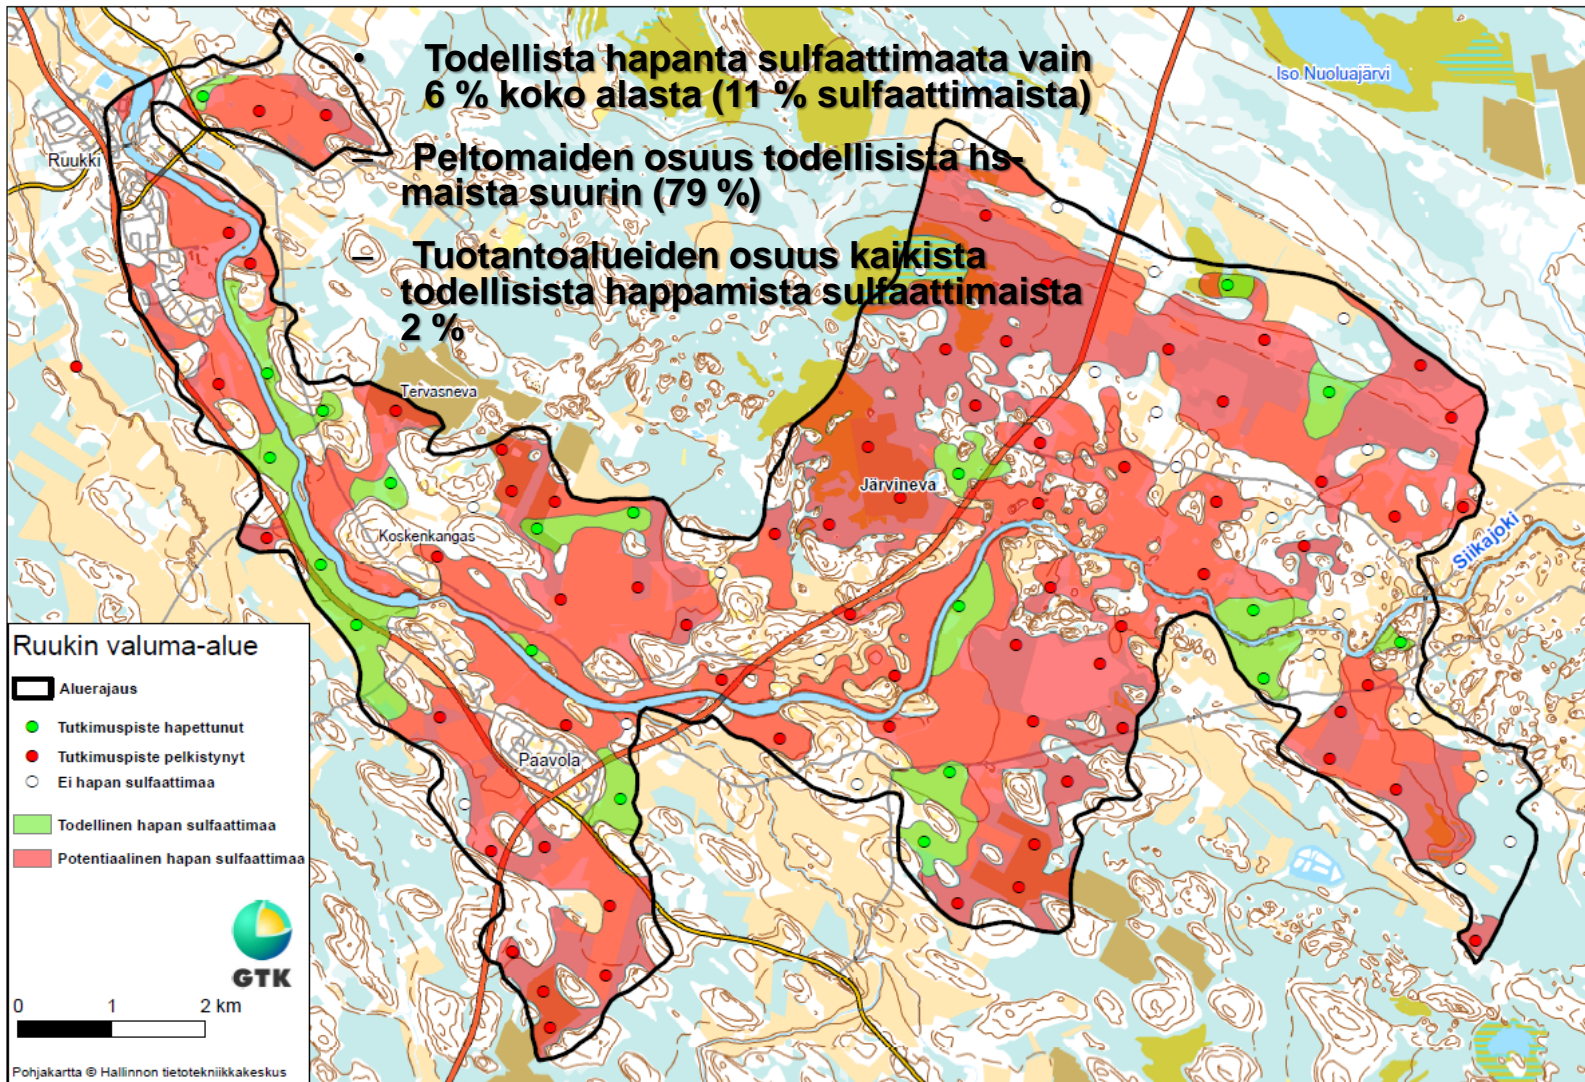 • Todellista hapanta sulfaattimaata vain
6 % koko alasta (11 % sulfaattimaista)
– Peltomaiden osuus todellisista hs-
maista suurin (79 %)
– Tuotantoalueiden osuus kaikista
todellisista happamista sulfaattimaista
2 %
Iso Nuoluajärvi
Ruukki
Tervasneva
Järvineva
Koskenkangas
Siikajoki
Paavola
Ruukin valuma-alue
Aluerajaus
Tutkimuspiste hapettunut
Tutkimuspiste pelkistynyt
Ei hapan sulfaattimaa
Todellinen hapan sulfaattimaa
Potentiaalinen hapan sulfaattimaa
GTK
0 1 2 km
Pohjakartta © Hallinnon tietotekniikkakeskus